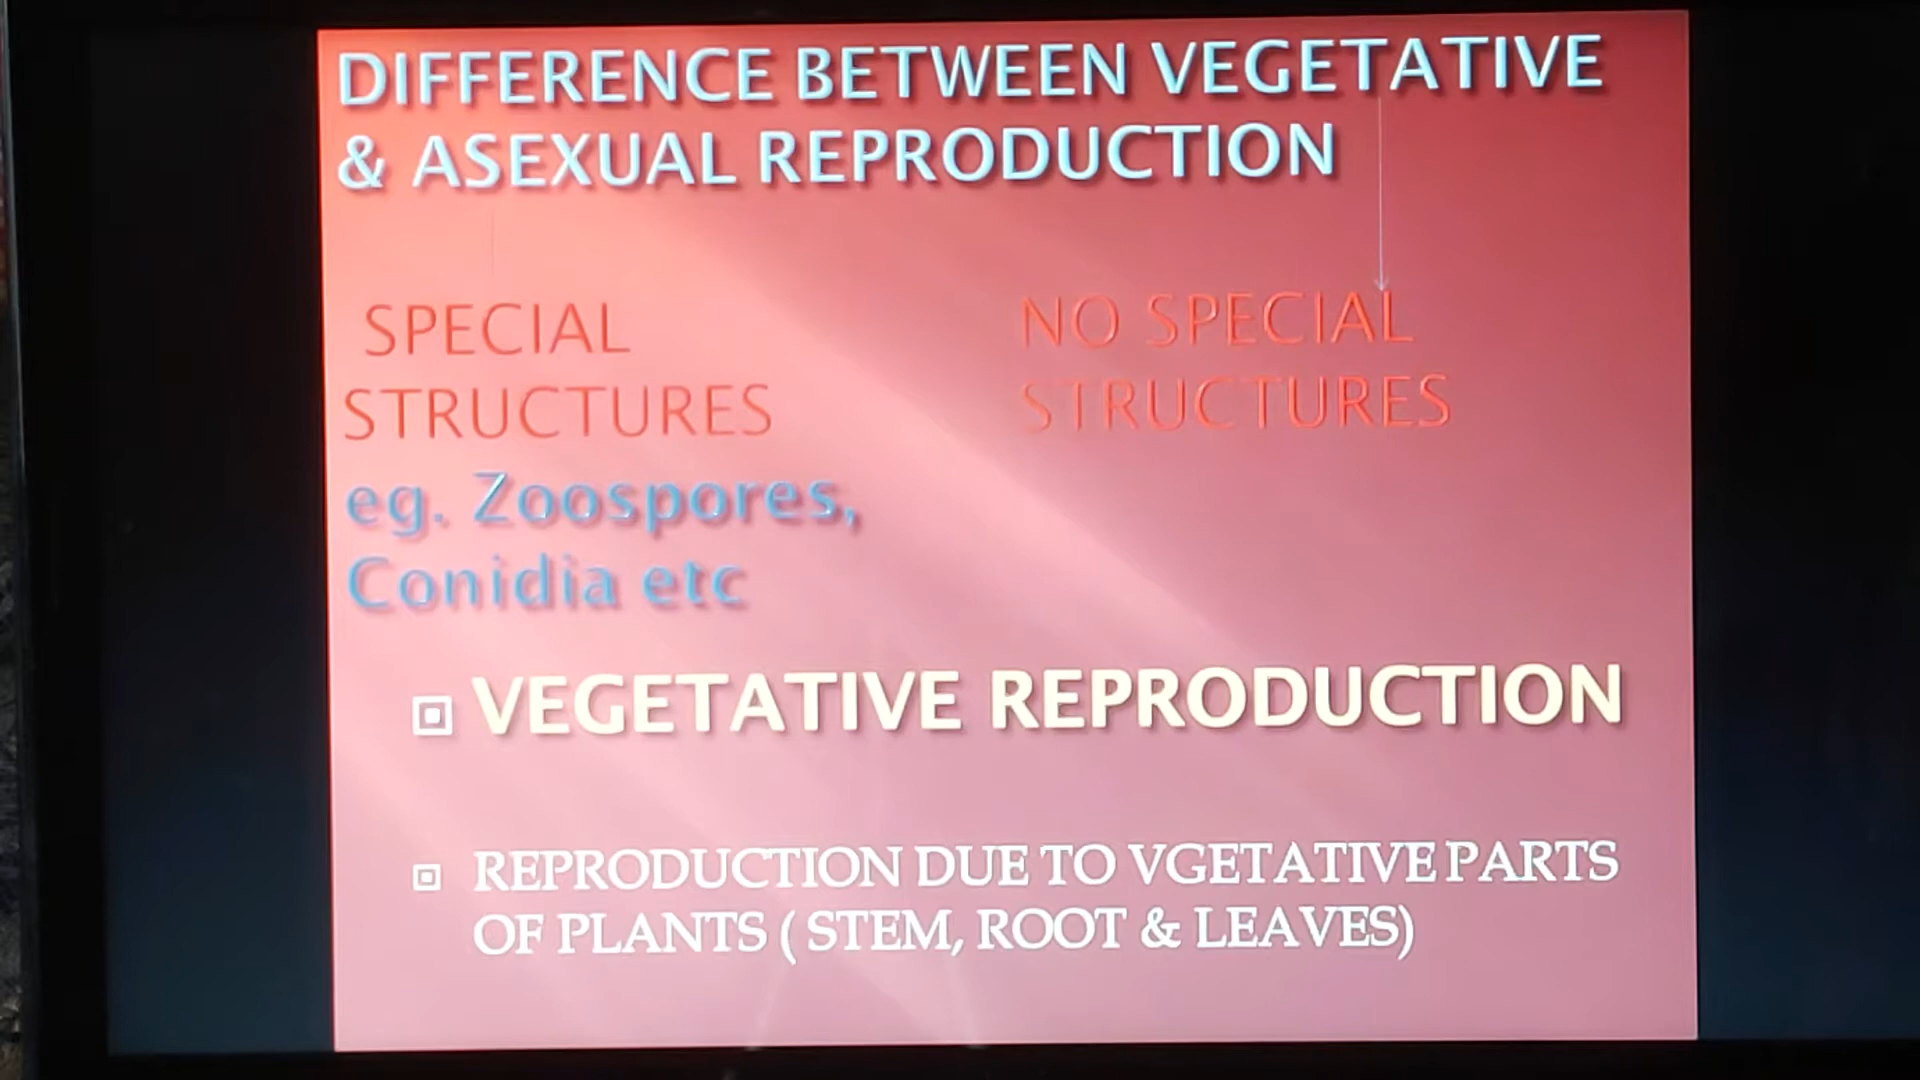 DIFFERENCE BETWEEN VEGETATIVE
& ASEXUAL REPRODUCTION
SPECIAL
STRUCTURES
eg. Zoospores,
Conidia etc
NO SPECIAL
STRUCTURES
VEGETATIVE REPRODUCTION
REPRODUCTION DUE TO VGETATIVE PARTS
OF PLANTS ( STEM, ROOT & LEAVES)